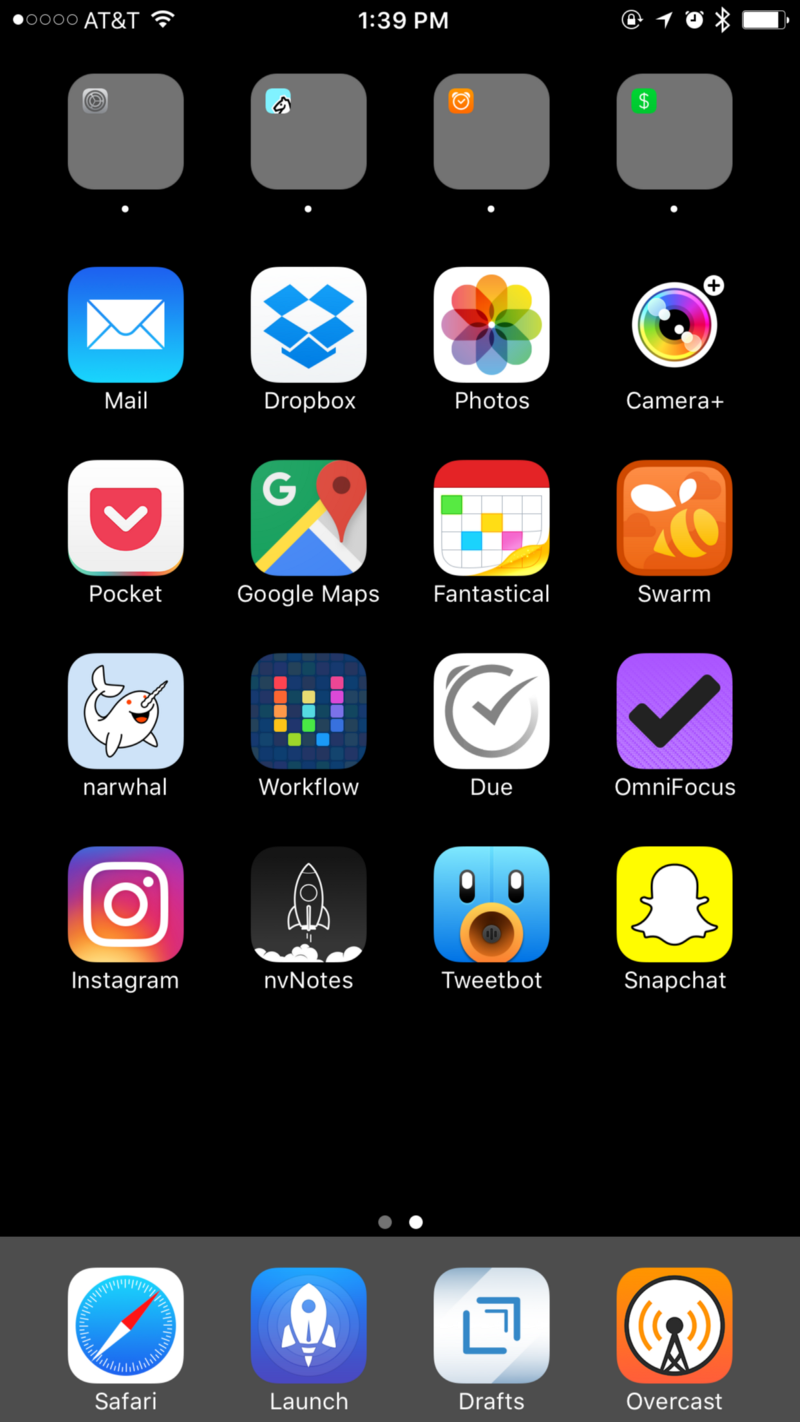 AT&T 1:39 PM
$
Mail Dropbox Photos Camera+
G
Pocket Google Maps Fantastical Swarm
narwhal Workflow Due OmniFocus
Instagram nvNotes Tweetbot Snapchat
Safari Launch Drafts Overcast